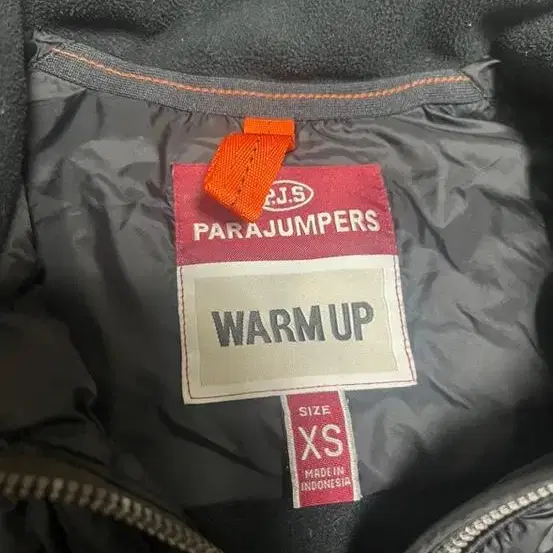 P.J.S
PARAJUMPERS
WARM UP
SIZE
XS
MADE IN
INDONESIA